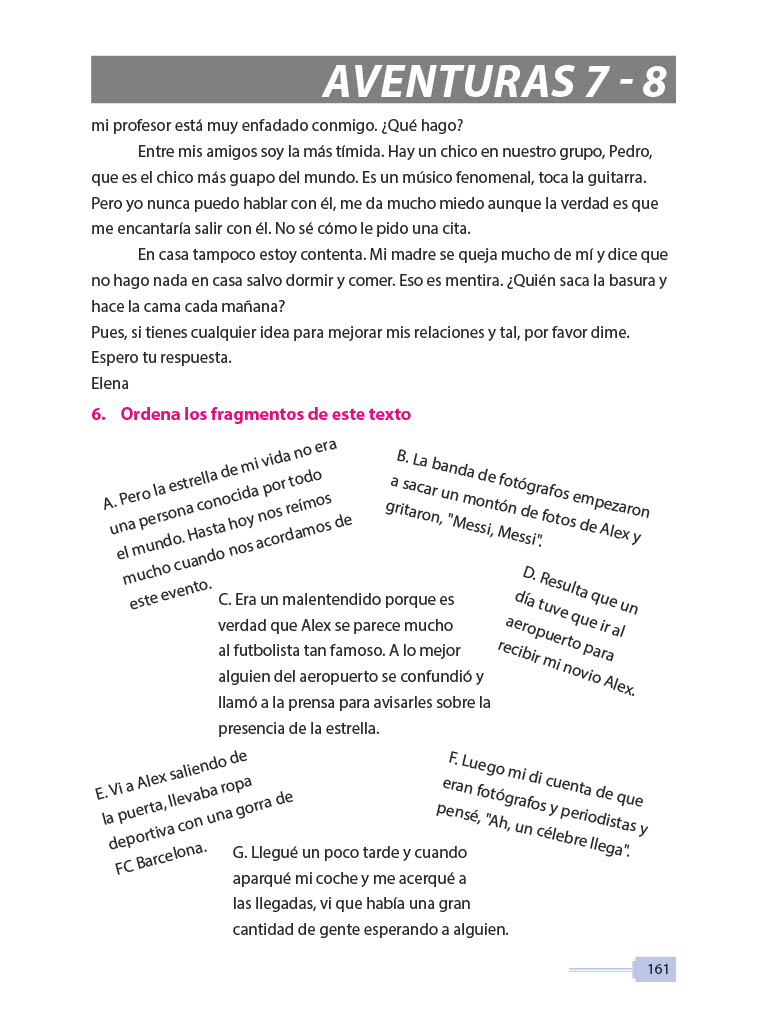 AVENTURAS 7 - 8
mi profesor está muy enfadado conmigo. ¿Qué hago?
Entre mis amigos soy la más tímida. Hay un chico en nuestro grupo, Pedro,
que es el chico más guapo del mundo. Es un músico fenomenal, toca la guitarra.
Pero yo nunca puedo hablar con él, me da mucho miedo aunque la verdad es que
me encantaría salir con él. No sé cómo le pido una cita.
En casa tampoco estoy contenta. Mi madre se queja mucho de mí y dice que
no hago nada en casa salvo dormir y comer. Eso es mentira. ¿Quién saca la basura y
hace la cama cada mañana?
Pues, si tienes cualquier idea para mejorar mis relaciones y tal, por favor dime.
Espero tu respuesta.
Elena
6. Ordena los fragmentos de este texto
A. Pero la estrella de mi vida no era
una persona conocida por todo
el mundo. Hasta hoy nos reímos
mucho cuando nos acordamos de
este evento.
B. La banda de fotógrafos empezaron
a sacar un montón de fotos de Alex y
gritaron, "Messi, Messi".
C. Era un malentendido porque es
verdad que Alex se parece mucho
al futbolista tan famoso. A lo mejor
alguien del aeropuerto se confundió y
llamó a la prensa para avisarles sobre la
presencia de la estrella.
D. Resulta que un
día tuve que ir al
aeropuerto para
recibir mi novio Alex.
E. Vi a Alex saliendo de
la puerta, llevaba ropa
deportiva con una gorra de
FC Barcelona.
F. Luego mi di cuenta de que
eran fotógrafos y periodistas y
pensé, "Ah, un célebre llega".
G. Llegué un poco tarde y cuando
aparqué mi coche y me acerqué a
las llegadas, vi que había una gran
cantidad de gente esperando a alguien.
161